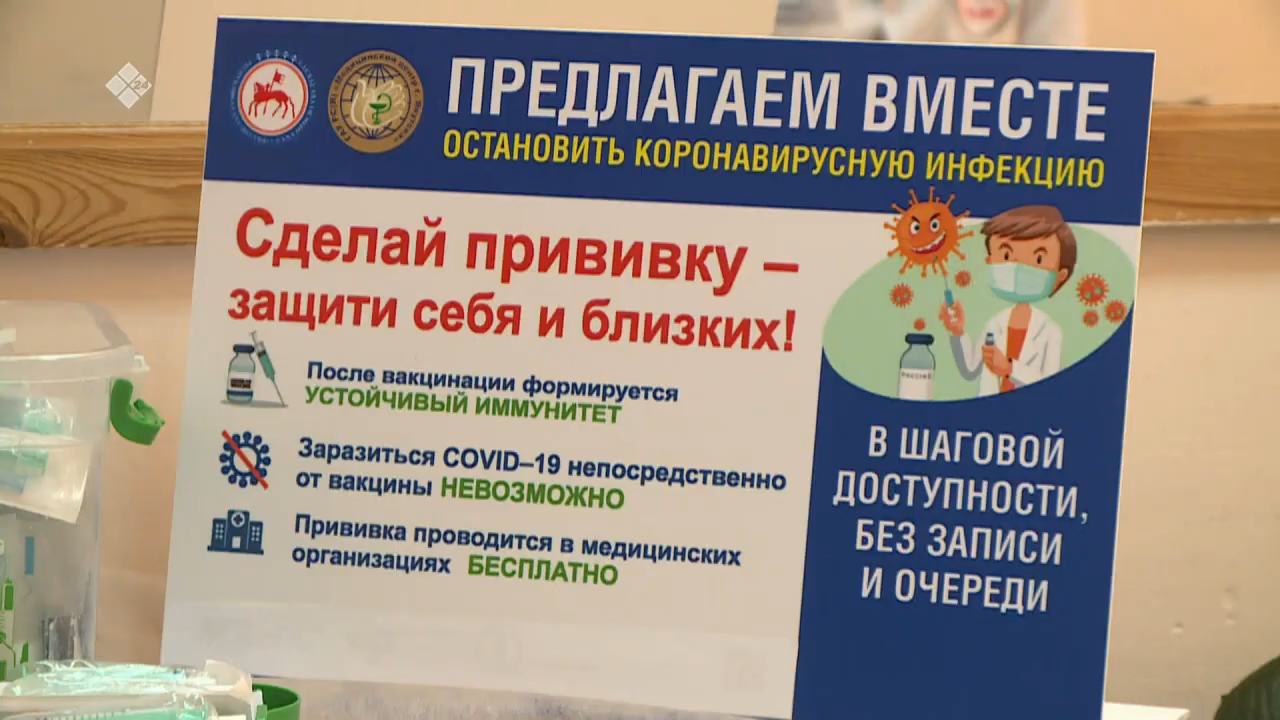 24
ПРЕДЛАГАЕМ ВМЕСТЕ
ОСТАНОВИТЬ КОРОНАВИРУСНУЮ ИНФЕКЦИЮ
Сделай прививку –
защити себя и близких!
После вакцинации формируется
УСТОЙЧИВЫЙ ИММУНИТЕТ
Заразиться COVID–19 непосредственно
от вакцины НЕВОЗМОЖНО
Прививка проводится в медицинских
организациях БЕСПЛАТНО
В ШАГОВОЙ
ДОСТУПНОСТИ,
БЕЗ ЗАПИСИ
И ОЧЕРЕДИ